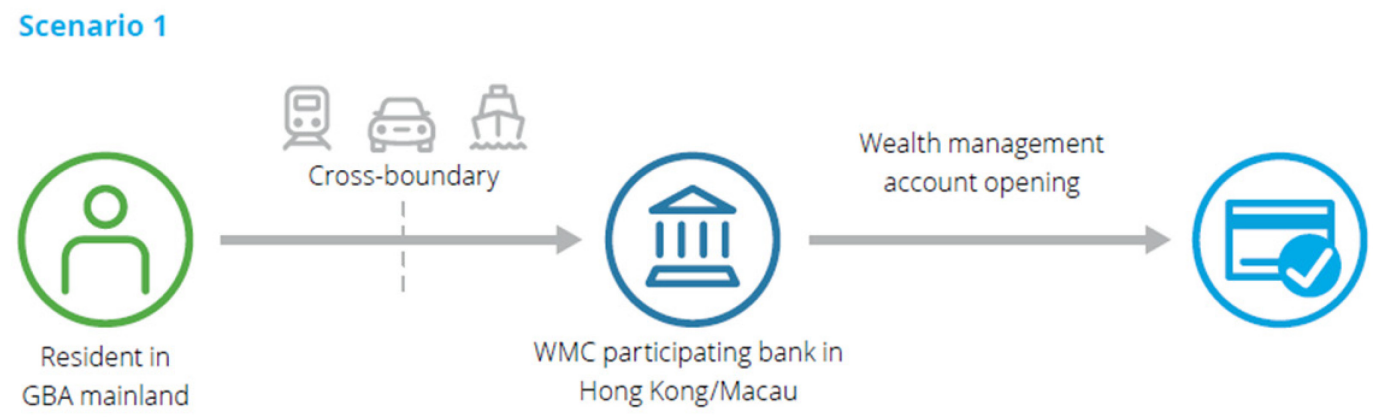 Scenario 1
Cross-boundary
Wealth management
account opening
Resident in
GBA mainland
WMC participating bank in
Hong Kong/Macau